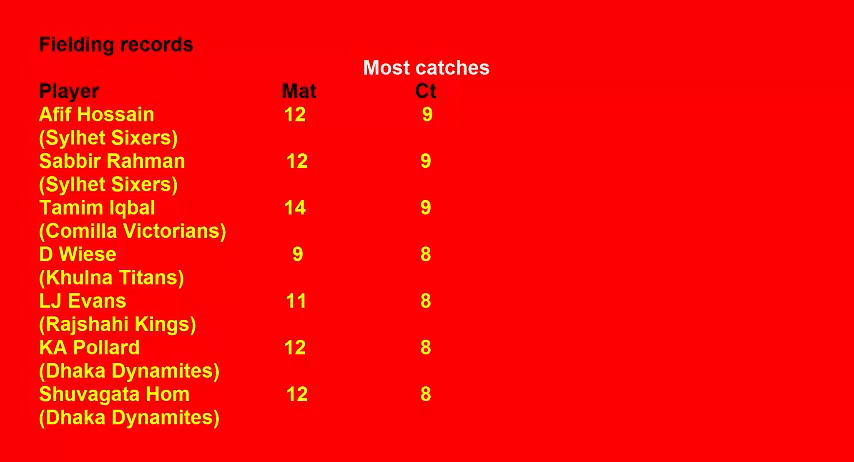 Fielding records
Most catches
Player Mat Ct
Afif Hossain 12 9
(Sylhet Sixers)
Sabbir Rahman 12 9
(Sylhet Sixers)
Tamim Iqbal 14 9
(Comilla Victorians)
D Wiese 9 8
(Khulna Titans)
LJ Evans 11 8
(Rajshahi Kings)
KA Pollard 12 8
(Dhaka Dynamites)
Shuvagata Hom 12 8
(Dhaka Dynamites)